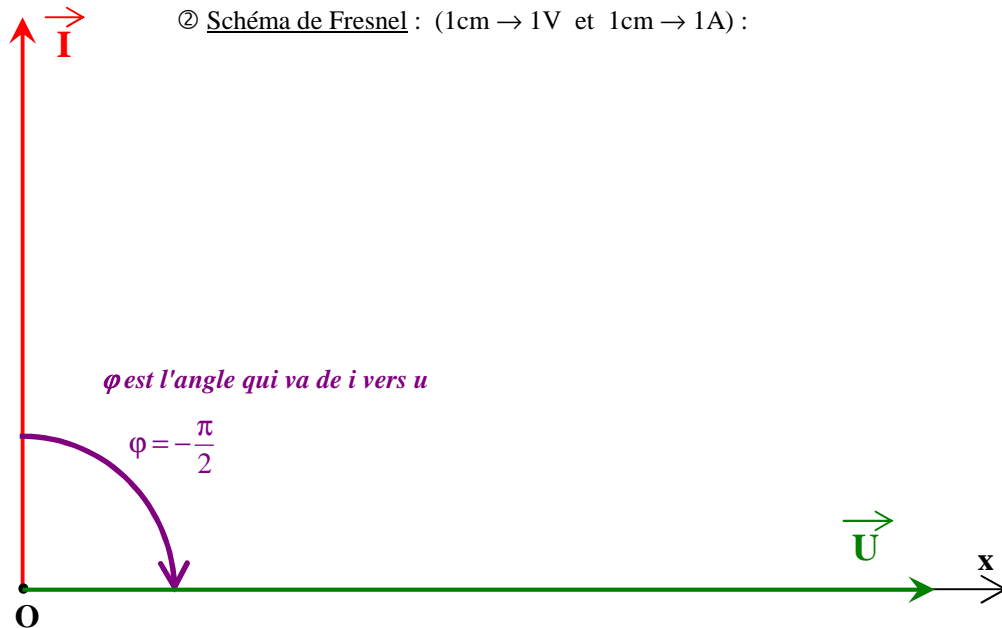 ② Schéma de Fresnel : (1cm → 1V et 1cm → 1A) :
I
φ est l'angle qui va de i vers u
φ = −π/2
U
x
O